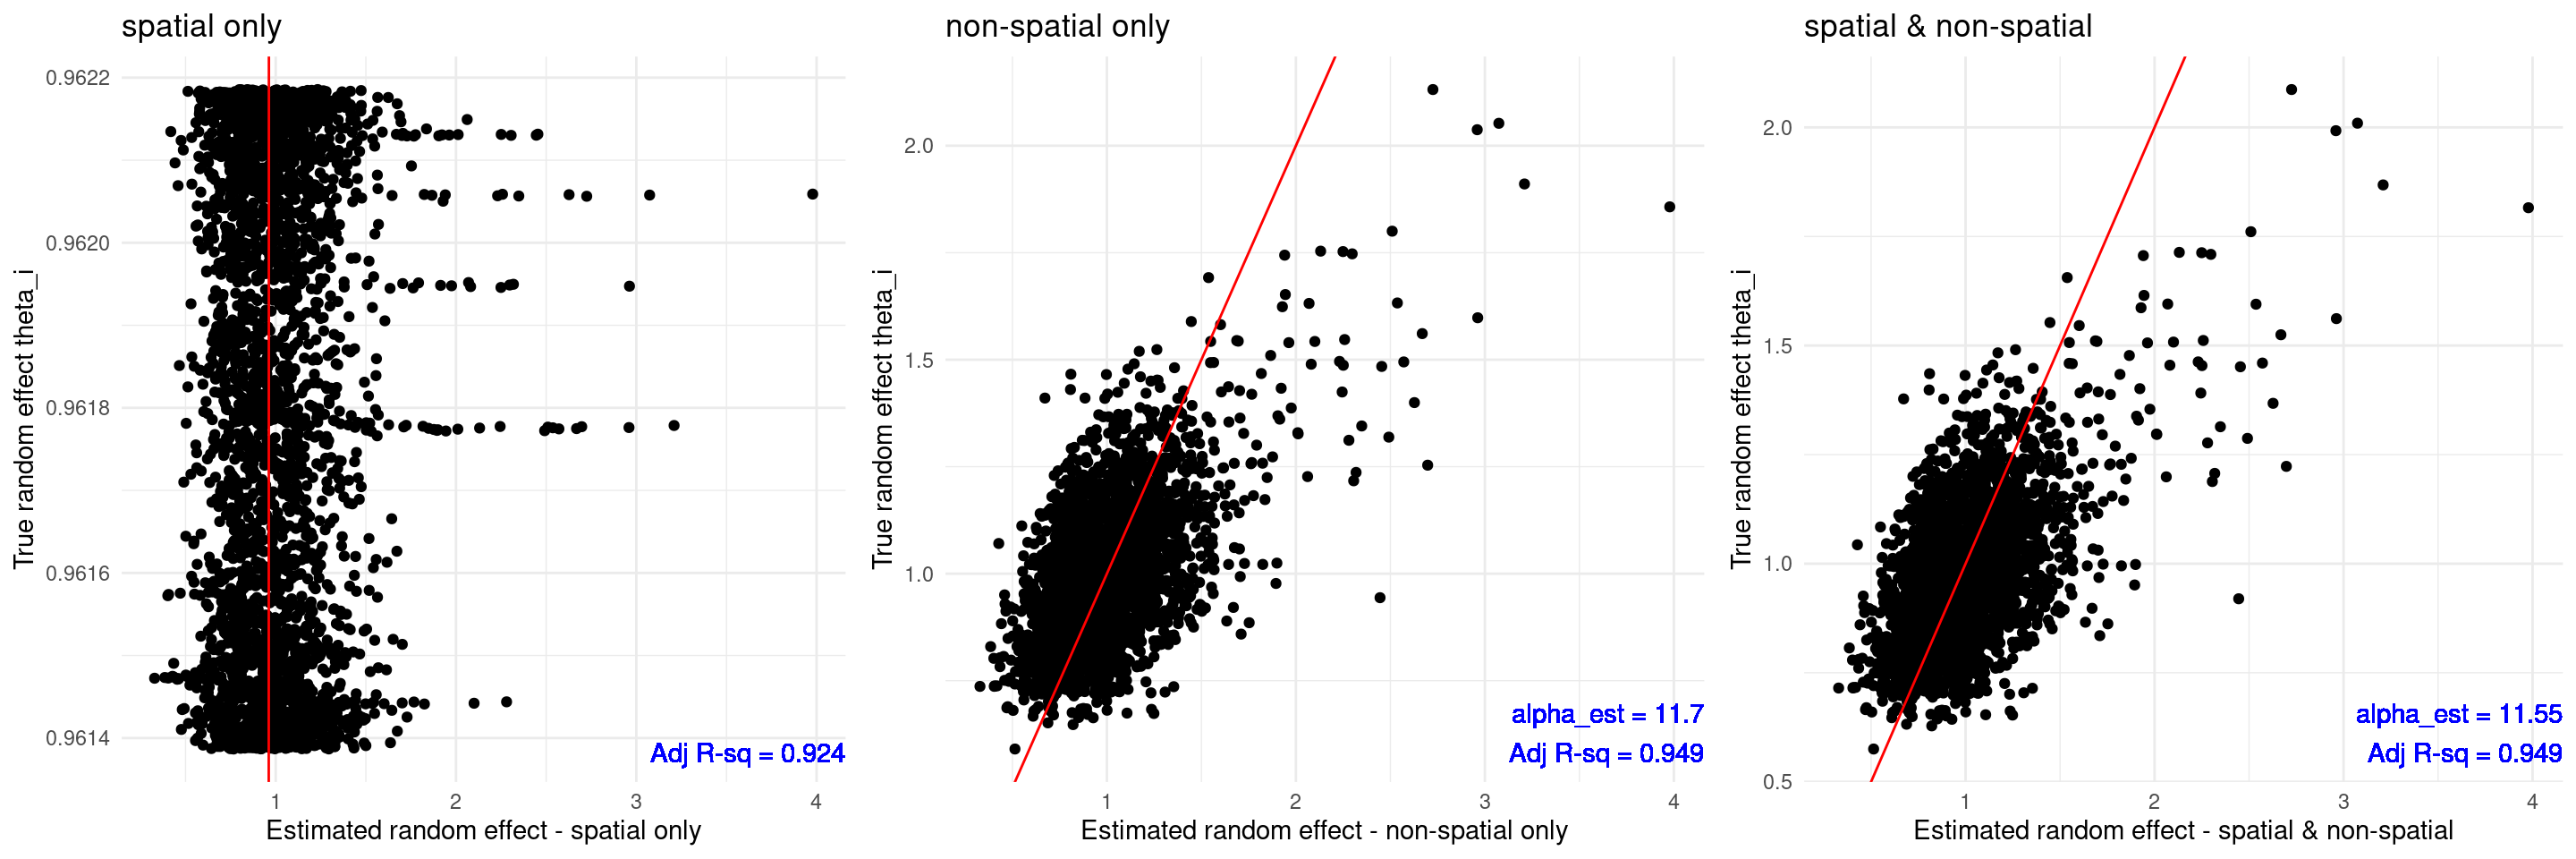 spatial only
True random effect theta_i
0.9622
0.9620
0.9618
0.9616
0.9614
Adj R-sq = 0.924
1 2 3 4
Estimated random effect - spatial only
non-spatial only
True random effect theta_i
2.0
1.5
1.0
alpha_est = 11.7
Adj R-sq = 0.949
1 2 3 4
Estimated random effect - non-spatial only
spatial & non-spatial
True random effect theta_i
2.0
1.5
1.0
0.5
alpha_est = 11.55
Adj R-sq = 0.949
1 2 3 4
Estimated random effect - spatial & non-spatial